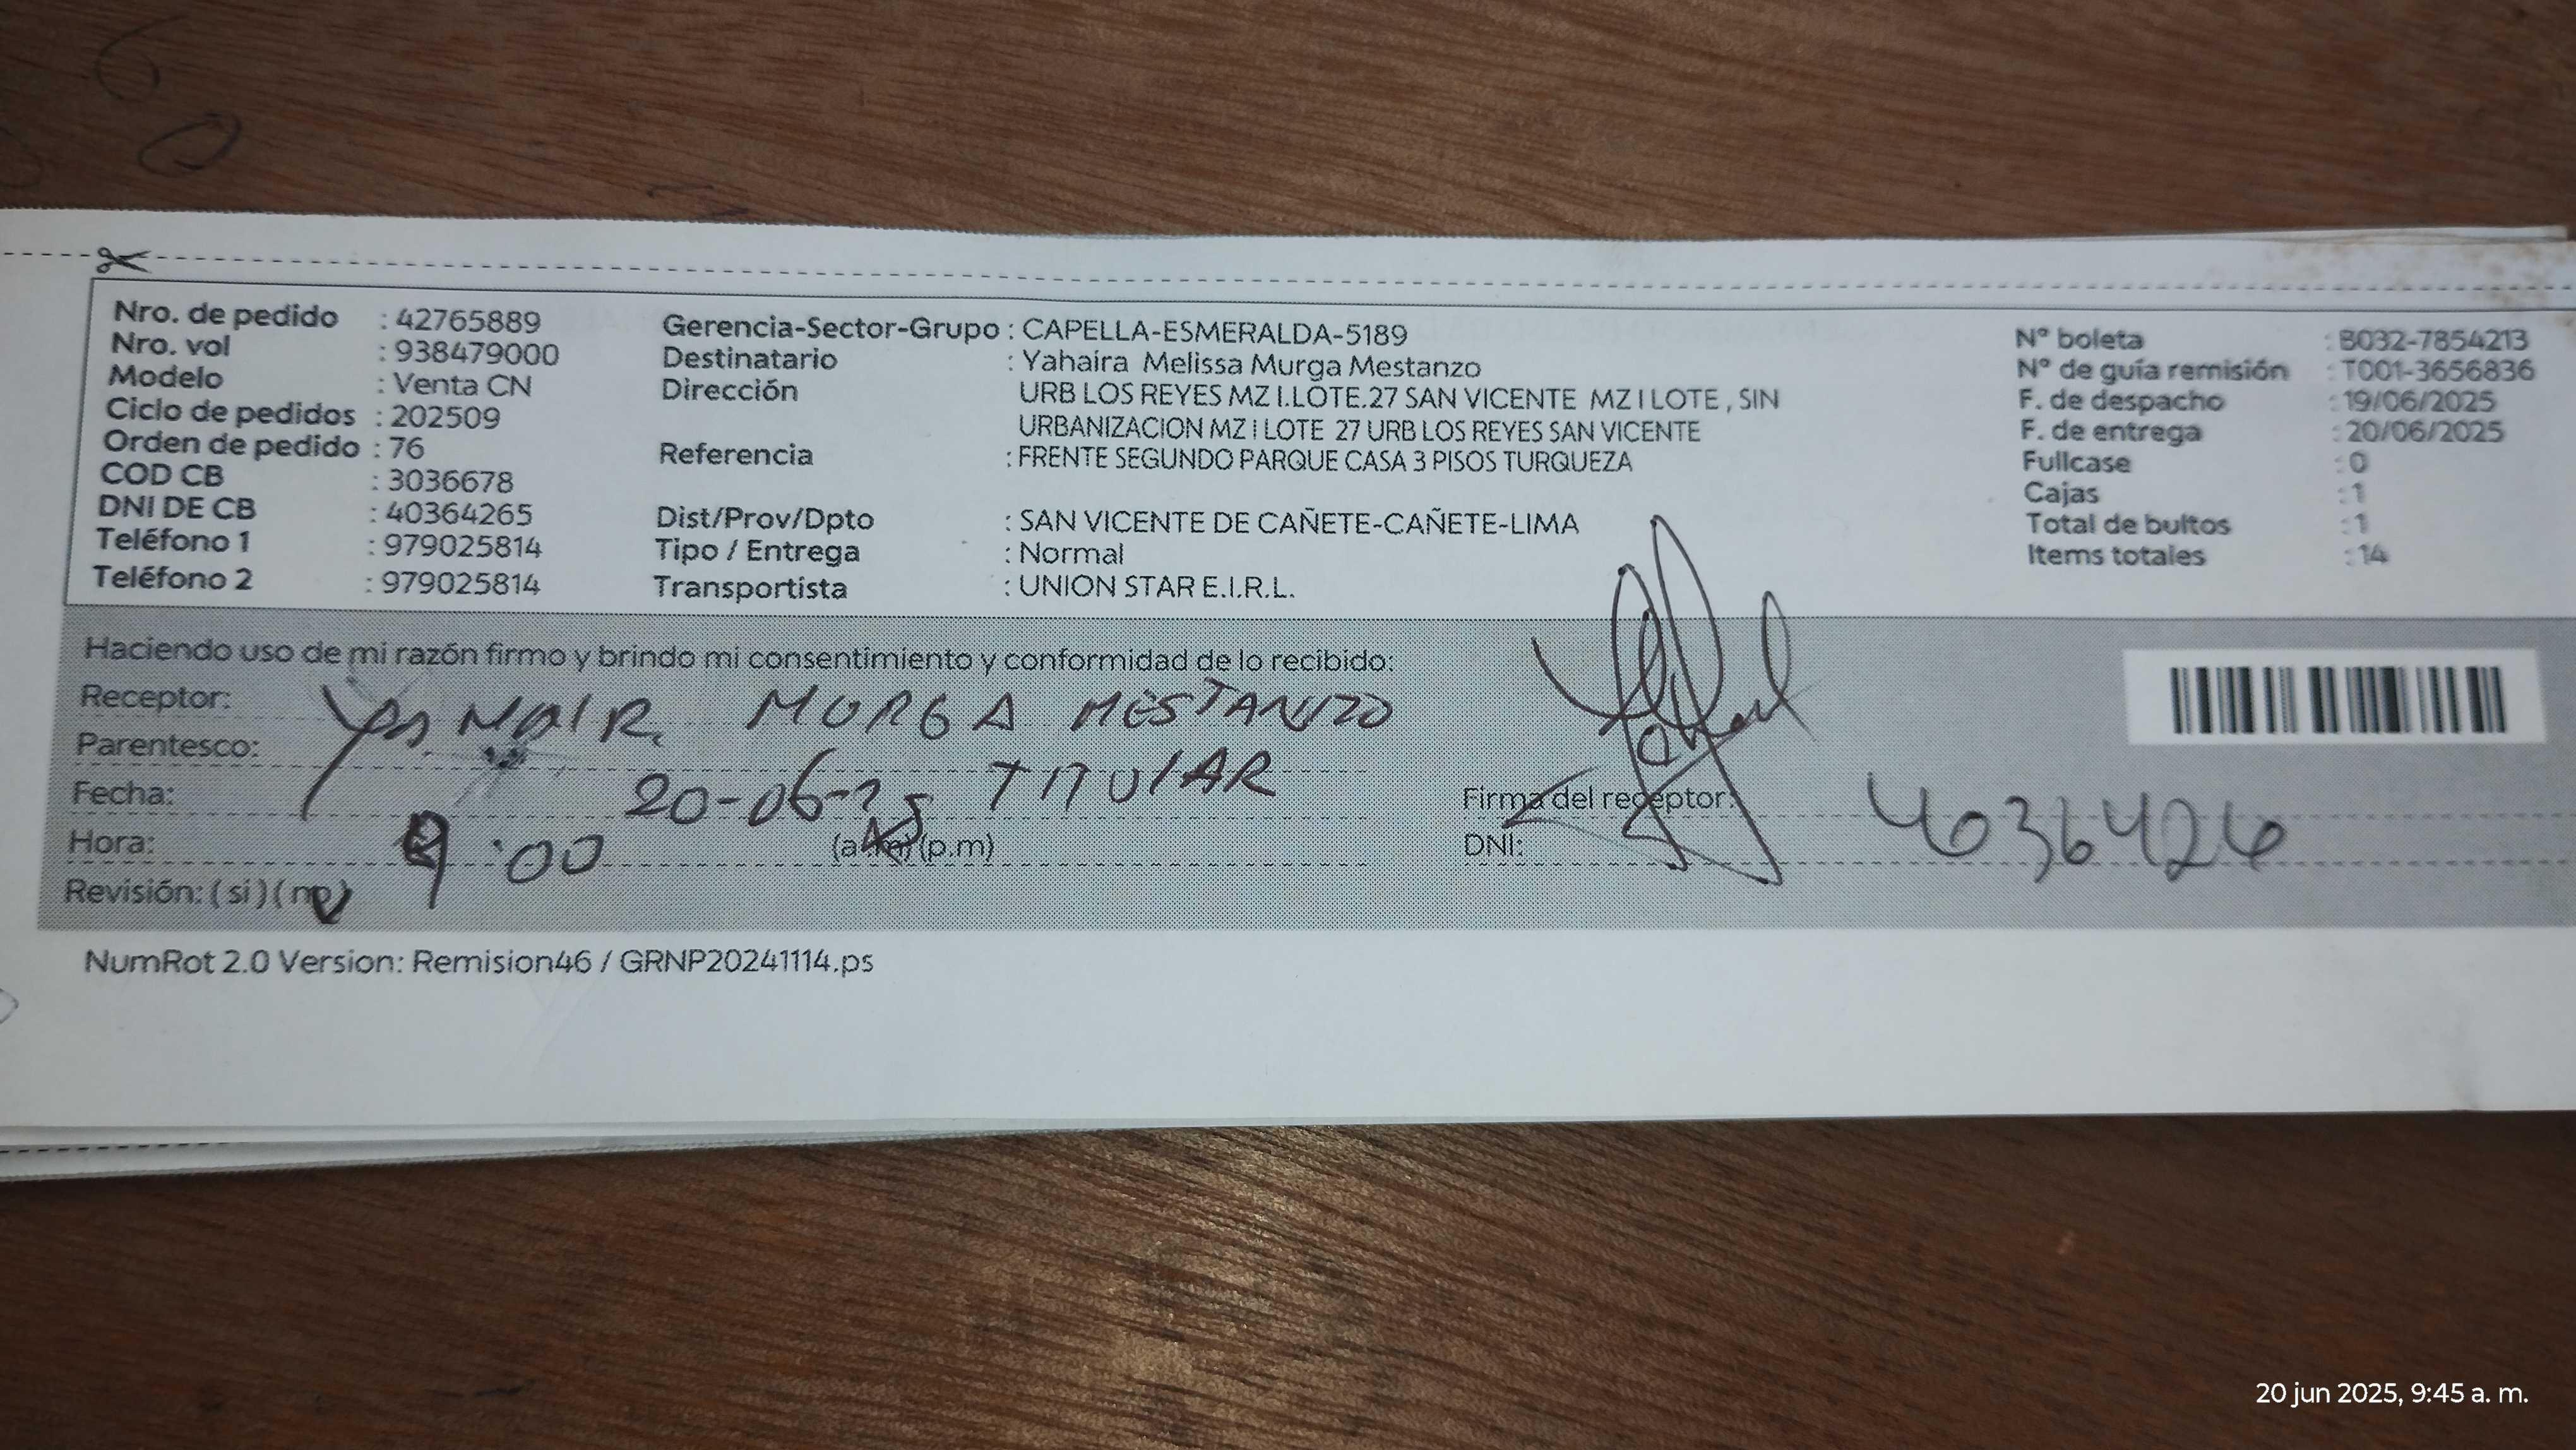 Nro. de pedido : 42765889
Nro. vol : 938479000
Modelo : Venta CN
Ciclo de pedidos : 202509
Orden de pedido : 76
COD CB : 3036678
DNI DE CB : 40364265
Teléfono 1 : 979025814
Teléfono 2 : 979025814
Gerencia-Sector-Grupo : CAPELLA-ESMERALDA-5189
Destinatario : Yahaira Melissa Murga Mestanzo
Dirección URB LOS REYES MZ I.LOTE.27 SAN VICENTE MZ I LOTE , SIN
URBANIZACION MZ I LOTE 27 URB LOS REYES SAN VICENTE
Referencia : FRENTE SEGUNDO PARQUE CASA 3 PISOS TURQUEZA
Dist/Prov/Dpto : SAN VICENTE DE CAÑETE-CAÑETE-LIMA
Tipo / Entrega : Normal
Transportista : UNION STAR E.I.R.L.
N° boleta : B032-7854213
N° de guía remisión : T001-3656836
F. de despacho : 19/06/2025
F. de entrega : 20/06/2025
Fullcase : 0
Cajas : 1
Total de bultos : 1
Items totales : 14
Haciendo uso de mi razón firmo y brindo mi consentimiento y conformidad de lo recibido:
Receptor: MURGA MESTANZO
Parentesco: TITULAR
Fecha: 20-06-25
Hora: 9:00 (a.m) (p.m)
Revisión: (si) (no)
Firma del receptor:
DNI: 4036426
NumRot 2.0 Version: Remision46 / GRNP20241114.ps
20 jun 2025, 9:45 a. m.